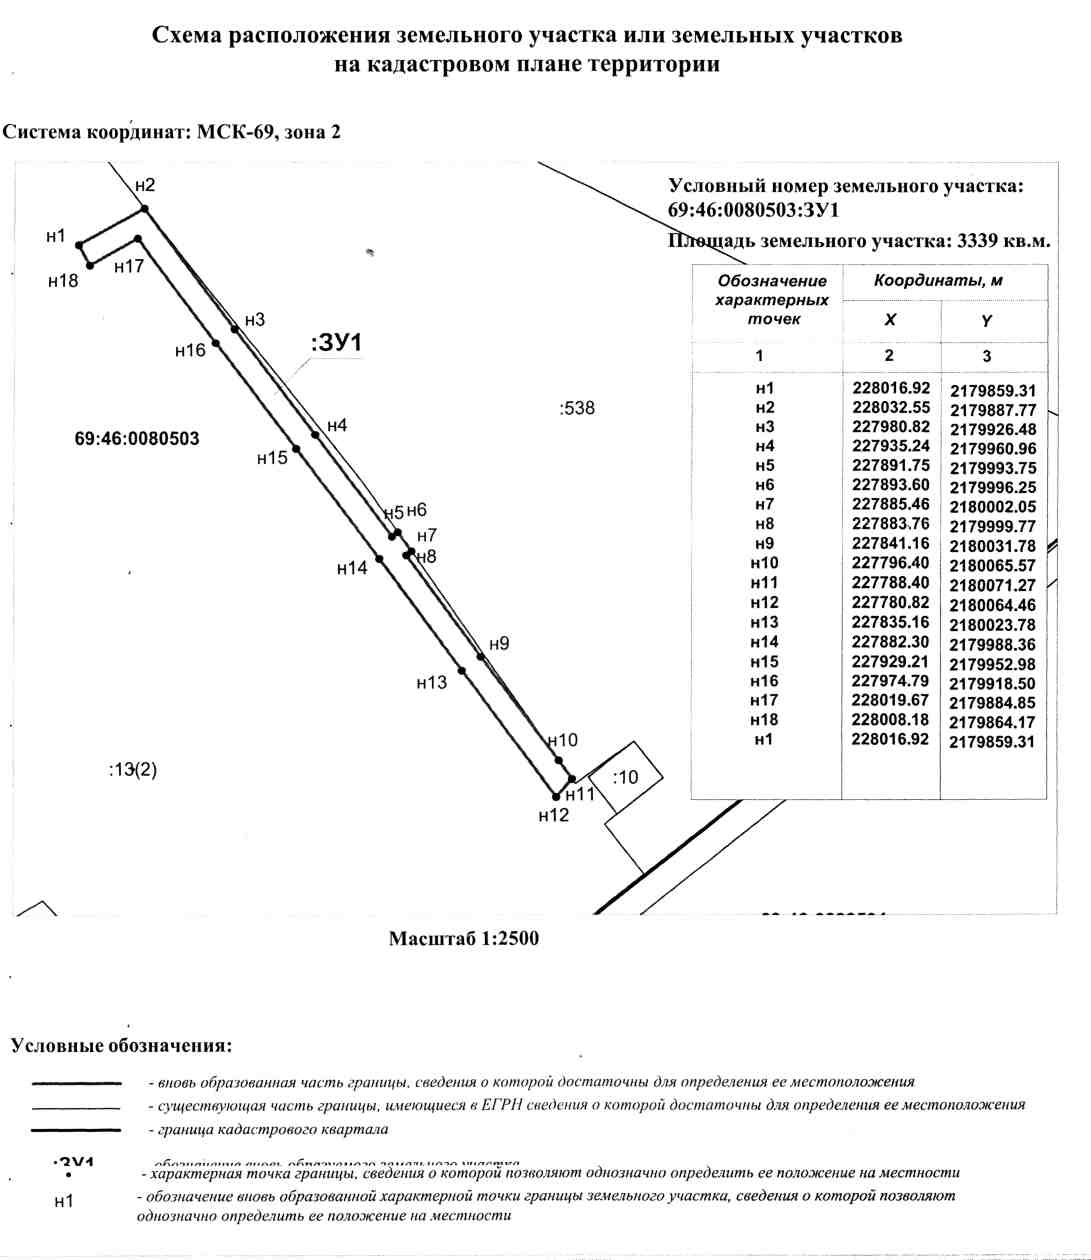 Схема расположения земельного участка или земельных участков
на кадастровом плане территории
Система координат: МСК-69, зона 2
Условный номер земельного участка:
69:46:0080503:ЗУ1
Площадь земельного участка: 3339 кв.м.
Обозначение характерных точек Координаты, м
X Y
1 2 3
н1 228016.92 2179859.31
н2 228032.55 2179887.77
н3 227980.82 2179926.48
н4 227935.24 2179960.96
н5 227891.75 2179993.75
н6 227893.60 2179996.25
н7 227885.46 2180002.05
н8 227883.76 2179999.77
н9 227841.16 2180031.78
н10 227796.40 2180065.57
н11 227788.40 2180071.27
н12 227780.82 2180064.46
н13 227835.16 2180023.78
н14 227882.30 2179988.36
н15 227929.21 2179952.98
н16 227974.79 2179918.50
н17 228019.67 2179884.85
н18 228008.18 2179864.17
н1 228016.92 2179859.31
н2
н1
н17
н18
н3
:ЗУ1
н16
:538
н4
69:46:0080503
н15
н5 н6
н7
н8
н14
н9
н13
н10
:13(2)
:10
н11
н12
Масштаб 1:2500
Условные обозначения:
- вновь образованная часть границы, сведения о которой достаточны для определения ее местоположения
- существующая часть границы, имеющиеся в ЕГРН сведения о которой достаточны для определения ее местоположения
- граница кадастрового квартала
:ЗУ1 - обозначение вновь образуемого земельного участка
- характерная точка границы, сведения о которой позволяют однозначно определить ее положение на местности
н1 - обозначение вновь образованной характерной точки границы земельного участка, сведения о которой позволяют
однозначно определить ее положение на местности